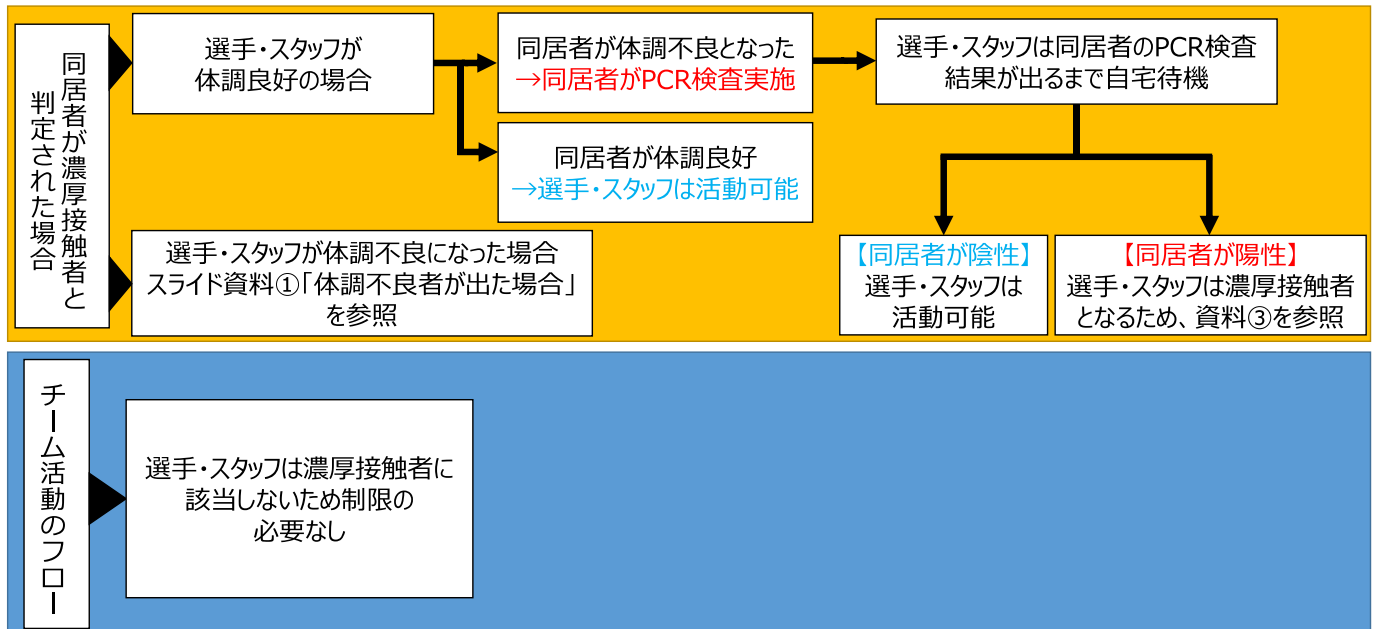 同居者が濃厚接触者と
判定された場合
選手・スタッフが
体調良好の場合
同居者が体調不良となった
→同居者がPCR検査実施
選手・スタッフは同居者のPCR検査
結果が出るまで自宅待機
同居者が体調良好
→選手・スタッフは活動可能
選手・スタッフが体調不良になった場合
スライド資料①「体調不良者が出た場合」
を参照
【同居者が陰性】
選手・スタッフは
活動可能
【同居者が陽性】
選手・スタッフは濃厚接触者
となるため、資料③を参照
チーム活動のフロー
選手・スタッフは濃厚接触者に
該当しないため制限の
必要なし